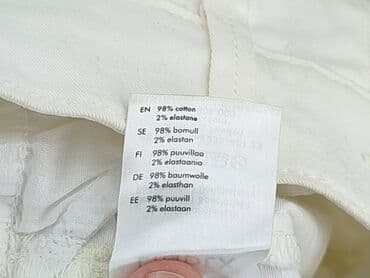 EN 98% cotton
2% elastane
SE 98% bomull
2% elastan
FI 98% puuvillaa
2% elastaania
DE 98% baumwolle
2% elasthan
EE 98% puuvill
2% elastaan